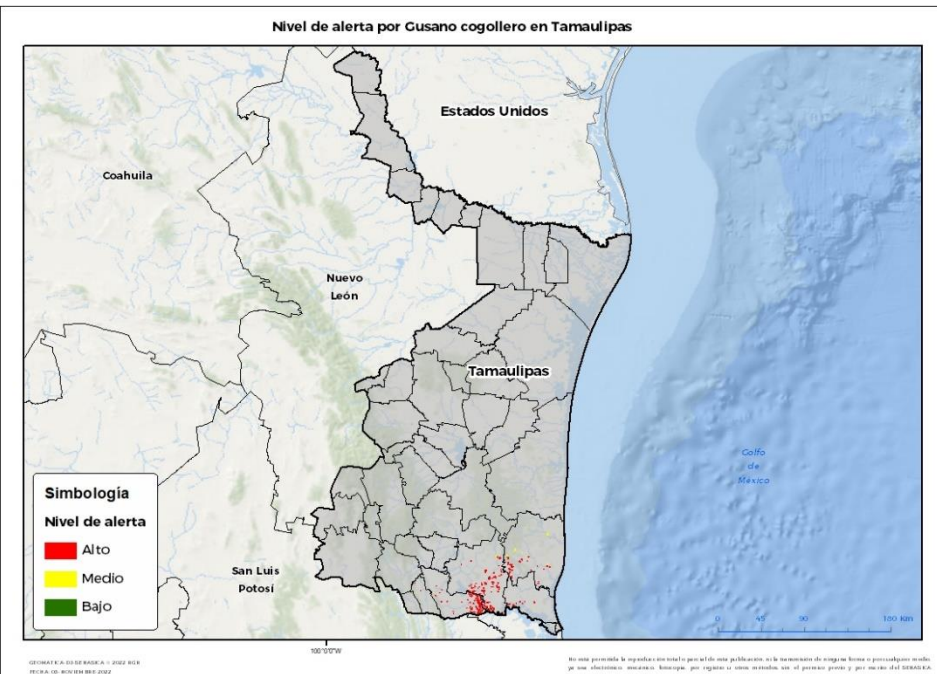 Nivel de alerta por Gusano cogollero en Tamaulipas
Estados Unidos
Coahuila
Nuevo
León
Tamaulipas
Golfo
de
México
San Luis
Potosí
Simbología
Nivel de alerta
Alto
Medio
Bajo
0 45 90 180 Km
100°0'0"W